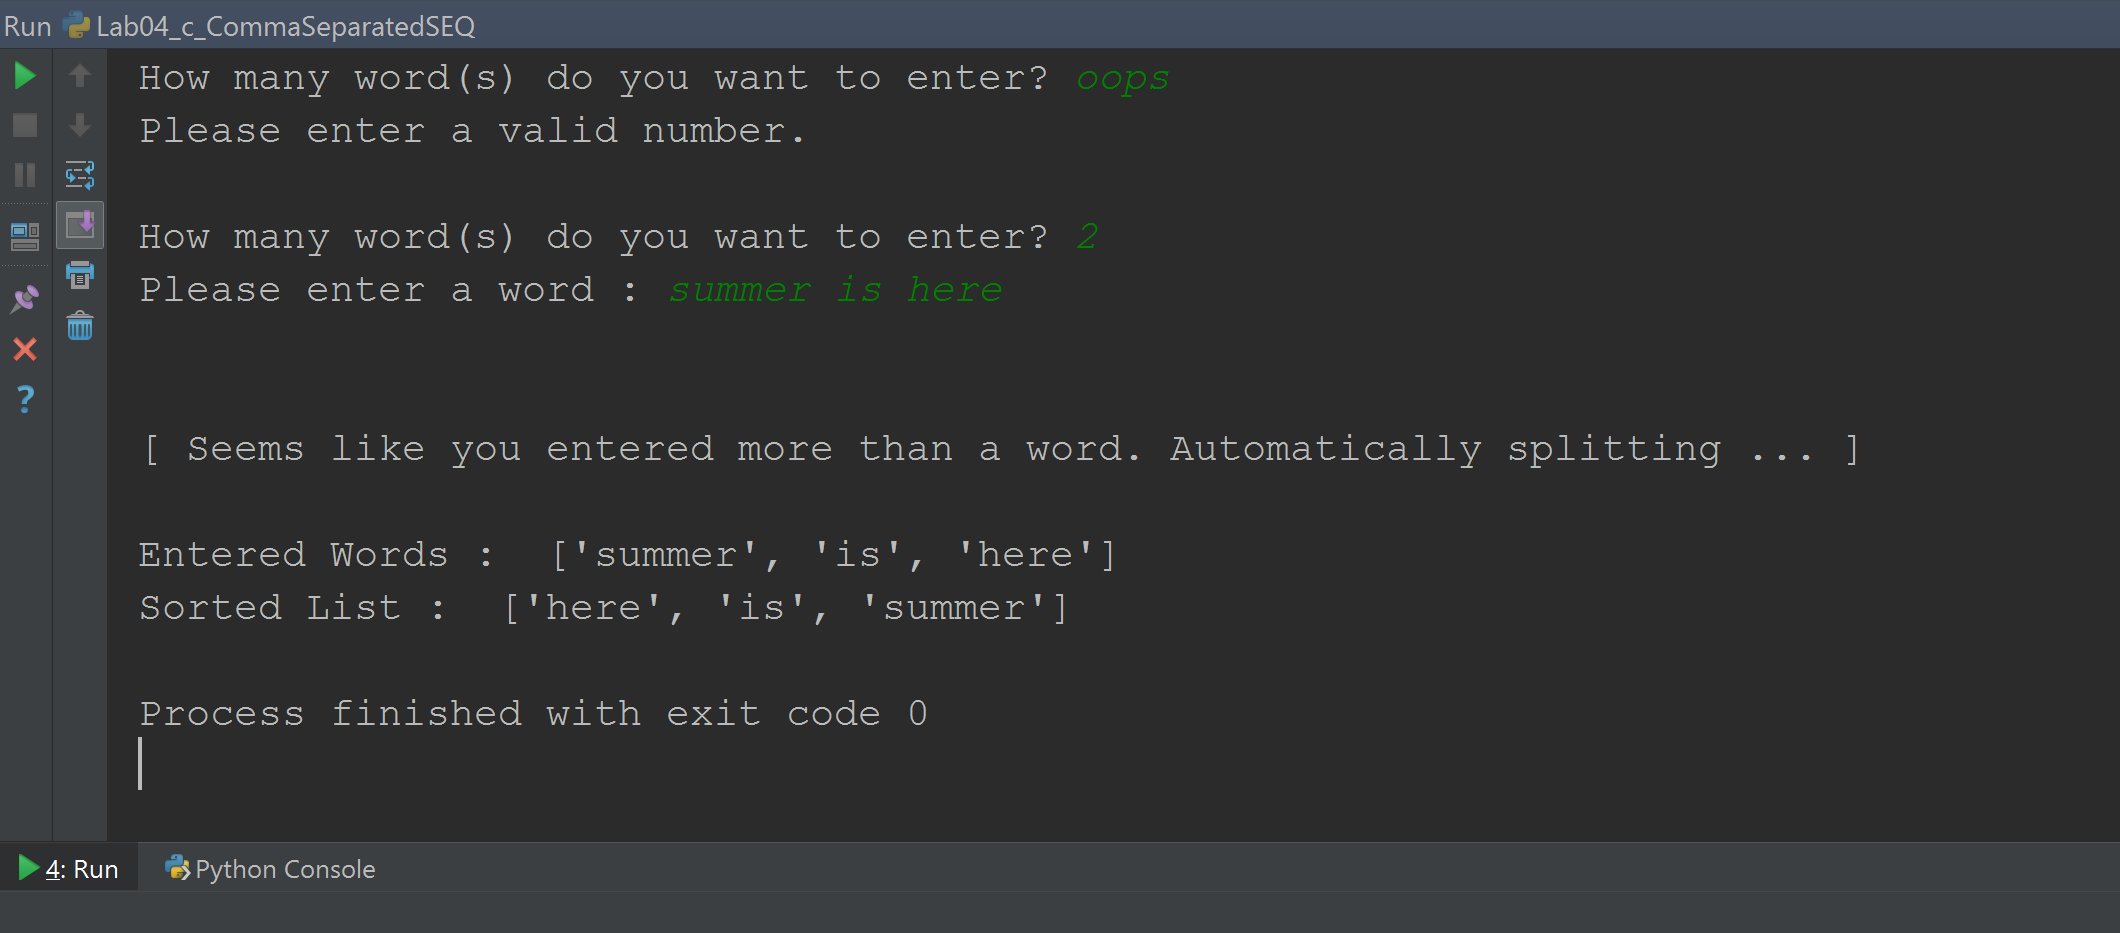 Run Lab04_c_CommaSeparatedSEQ
How many word(s) do you want to enter? oops
Please enter a valid number.
How many word(s) do you want to enter? 2
Please enter a word : summer is here
[ Seems like you entered more than a word. Automatically splitting ... ]
Entered Words :  ['summer', 'is', 'here']
Sorted List :  ['here', 'is', 'summer']
Process finished with exit code 0
4: Run Python Console